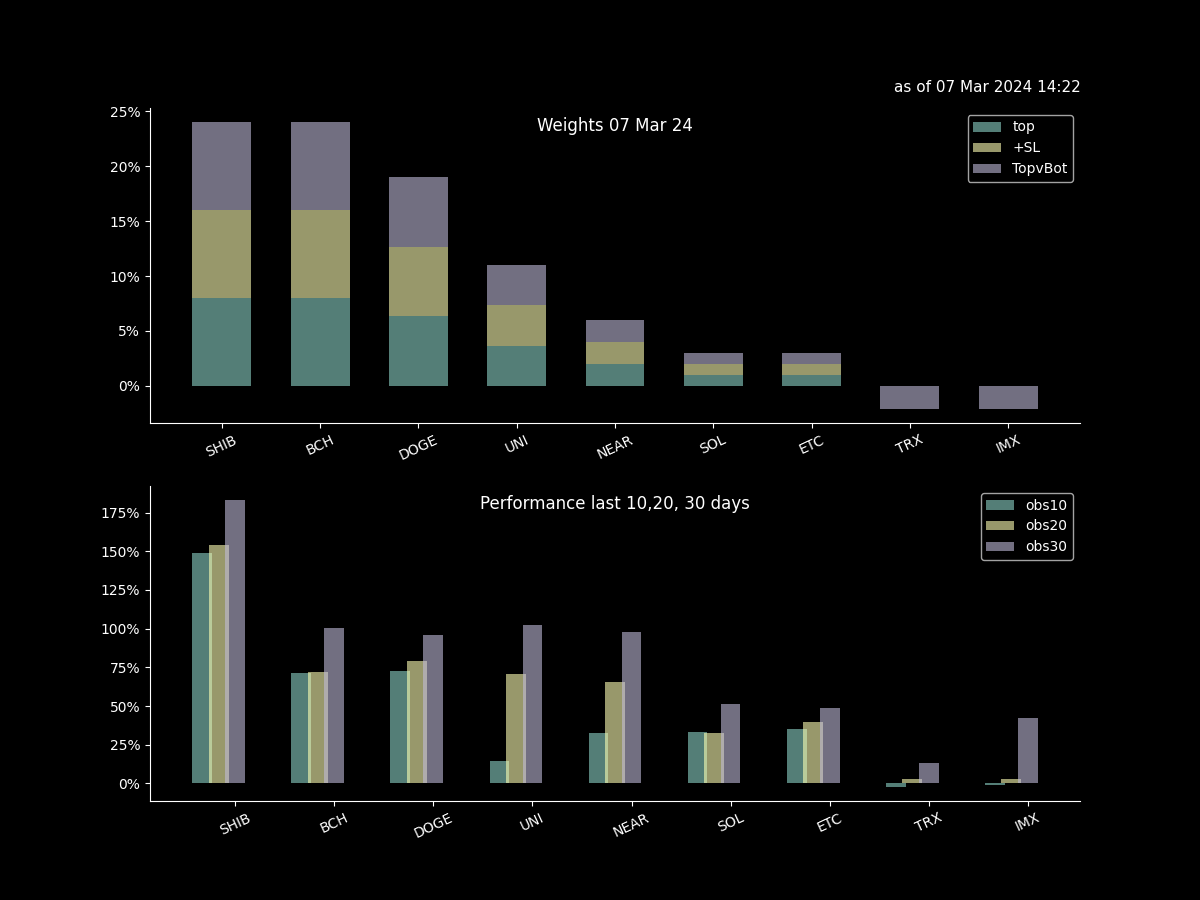 as of 07 Mar 2024 14:22
Weights 07 Mar 24
25%
20%
15%
10%
5%
0%
top
+SL
TopvBot
SHIB BCH DOGE UNI NEAR SOL ETC TRX IMX
Performance last 10,20, 30 days
175%
150%
125%
100%
75%
50%
25%
0%
obs10
obs20
obs30
SHIB BCH DOGE UNI NEAR SOL ETC TRX IMX